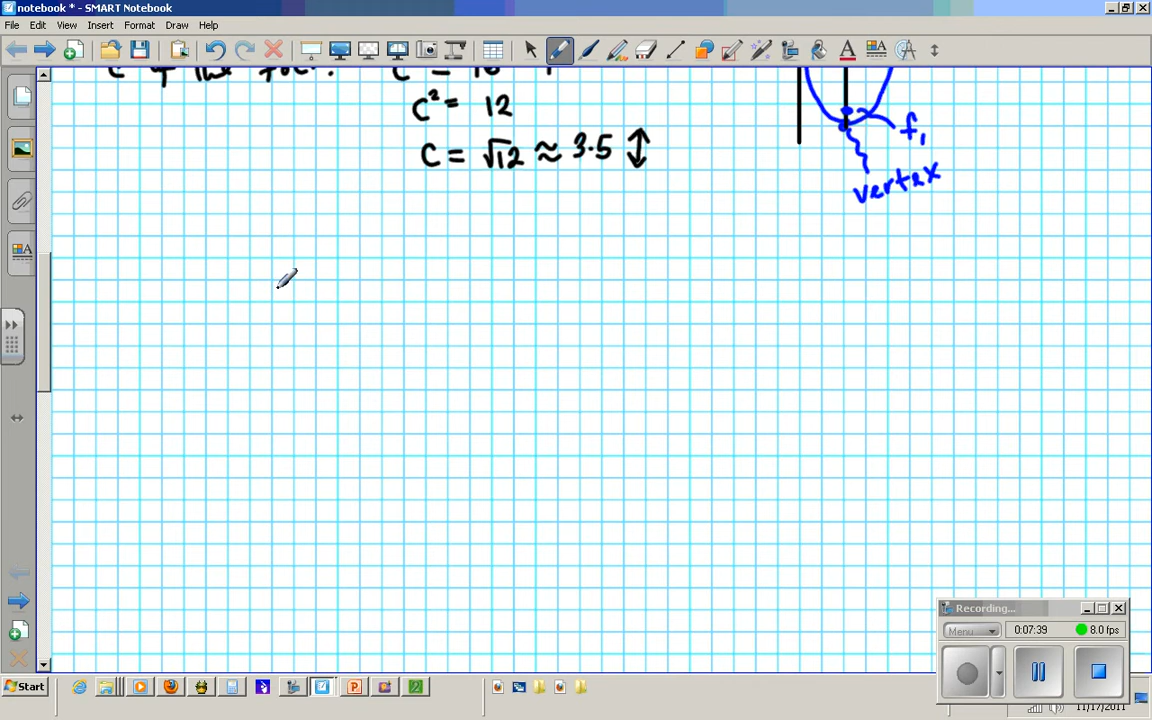 notebook * - SMART Notebook
File Edit View Insert Format Draw Help
C² = 12
C = √12 ≈ 3.5 ↕
f₁
vertex
Recording...
Menu 0:07:39 8.0 fps
Start
11/17/2011